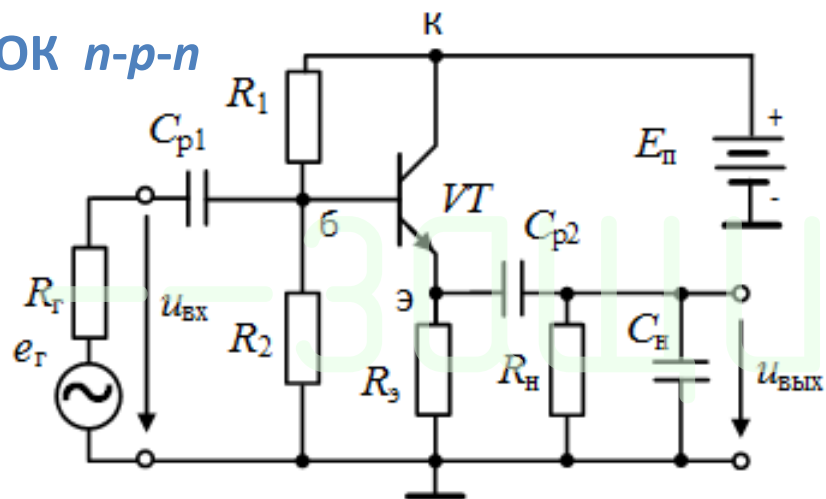 ОК n-p-n
К
R₁
Cр1
Eп
+
-
б
VT
Cр2
Rг
uвх
э
R₂
Cн
eг
Rэ
Rн
uвых